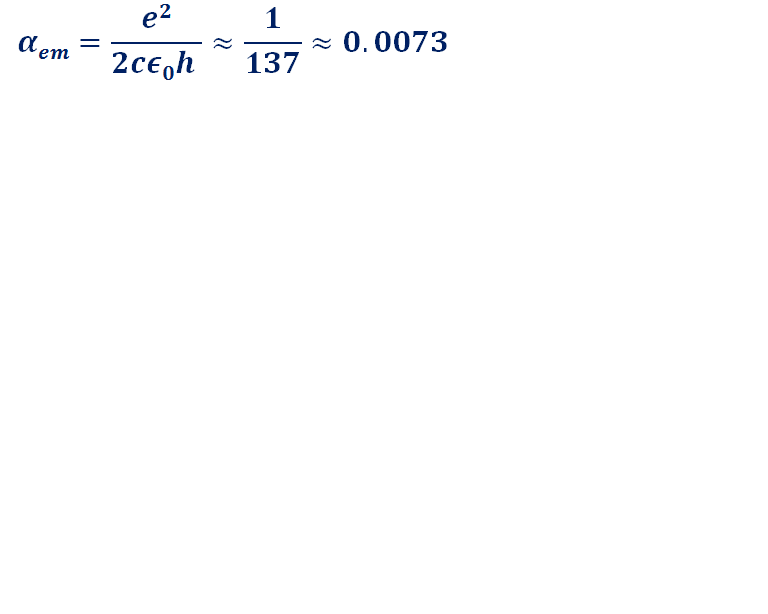 α_em = e²/(2cϵ₀h) ≈ 1/137 ≈ 0.0073